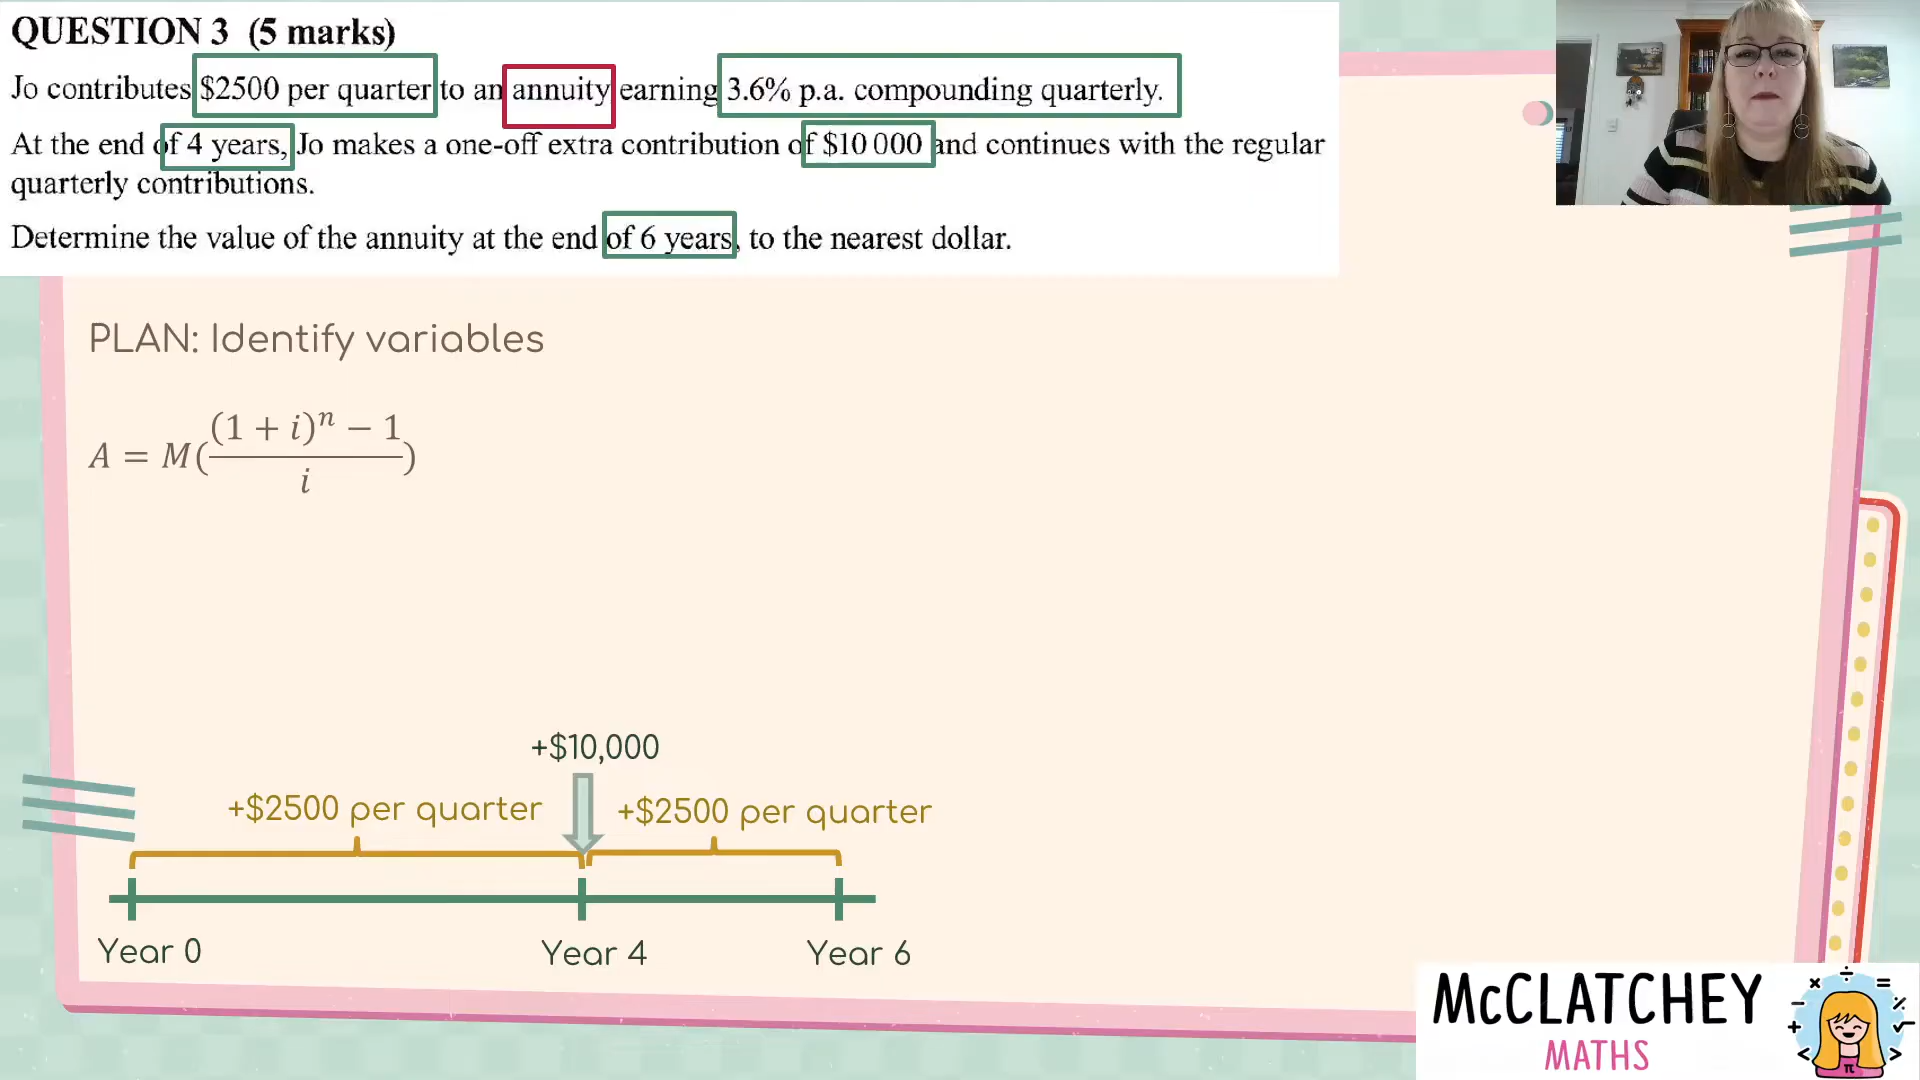 QUESTION 3 (5 marks)
Jo contributes $2500 per quarter to an annuity earning 3.6% p.a. compounding quarterly.
At the end of 4 years, Jo makes a one-off extra contribution of $10 000 and continues with the regular
quarterly contributions.
Determine the value of the annuity at the end of 6 years, to the nearest dollar.
PLAN: Identify variables
A = M(\frac{(1 + i)^n − 1}{i})
+$10,000
+$2500 per quarter
+$2500 per quarter
Year 0
Year 4
Year 6
McCLATCHEY
MATHS